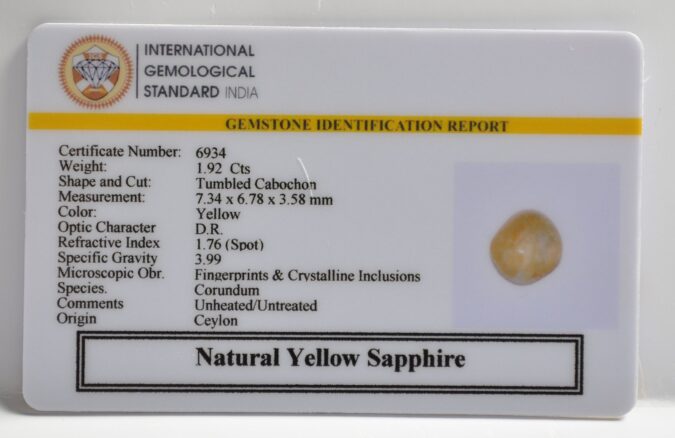 INTERNATIONAL
GEMOLOGICAL
STANDARD INDIA
GEMSTONE IDENTIFICATION REPORT
Certificate Number: 6934
Weight: 1.92 Cts
Shape and Cut: Tumbled Cabochon
Measurement: 7.34 x 6.78 x 3.58 mm
Color: Yellow
Optic Character D.R.
Refractive Index 1.76 (Spot)
Specific Gravity 3.99
Microscopic Obr. Fingerprints & Crystalline Inclusions
Species. Corundum
Comments Unheated/Untreated
Origin Ceylon
Natural Yellow Sapphire